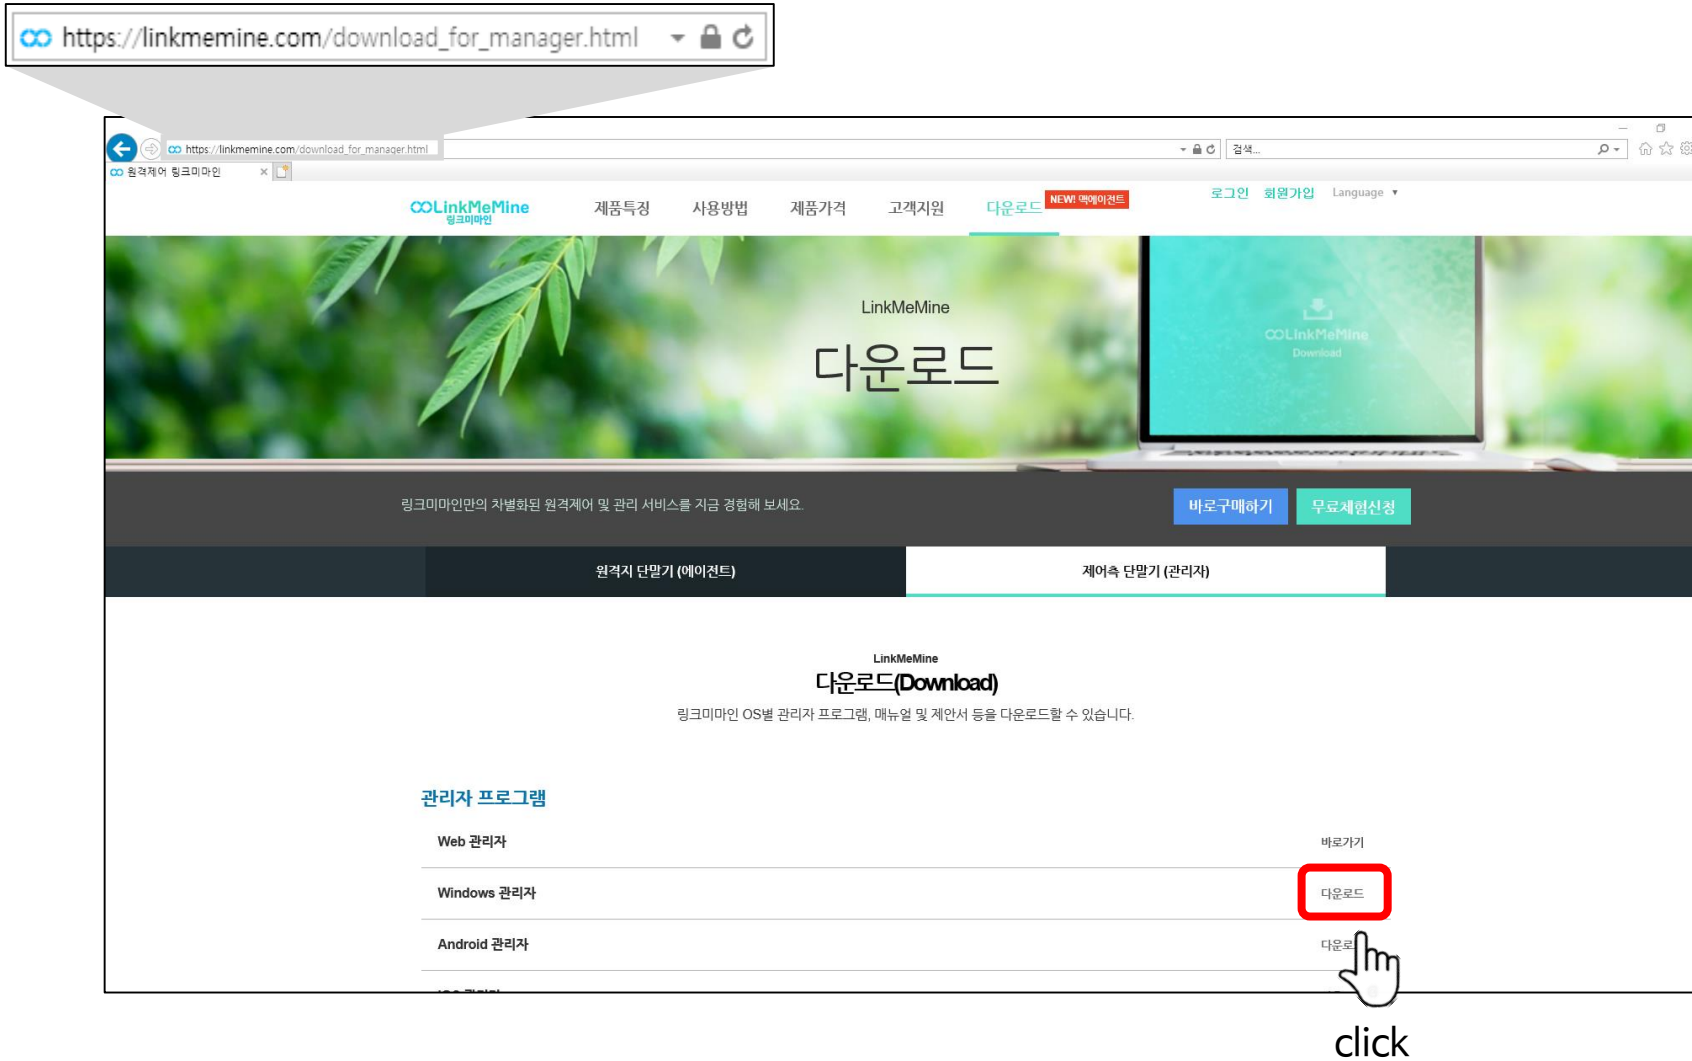 https://linkmemine.com/download_for_manager.html
https://linkmemine.com/download_for_manager.html
검색...
원격제어 링크미마인
LinkMeMine
링크미마인
제품특징
사용방법
제품가격
고객지원
다운로드
NEW! 맥에이전트
로그인 회원가입 Language
LinkMeMine
다운로드
LinkMeMine
Download
링크미마인만의 차별화된 원격제어 및 관리 서비스를 지금 경험해 보세요.
바로구매하기
무료체험신청
원격지 단말기 (에이전트)
제어측 단말기 (관리자)
LinkMeMine
다운로드(Download)
링크미마인 OS별 관리자 프로그램, 매뉴얼 및 제안서 등을 다운로드할 수 있습니다.
관리자 프로그램
Web 관리자 바로가기
Windows 관리자 다운로드
Android 관리자
click